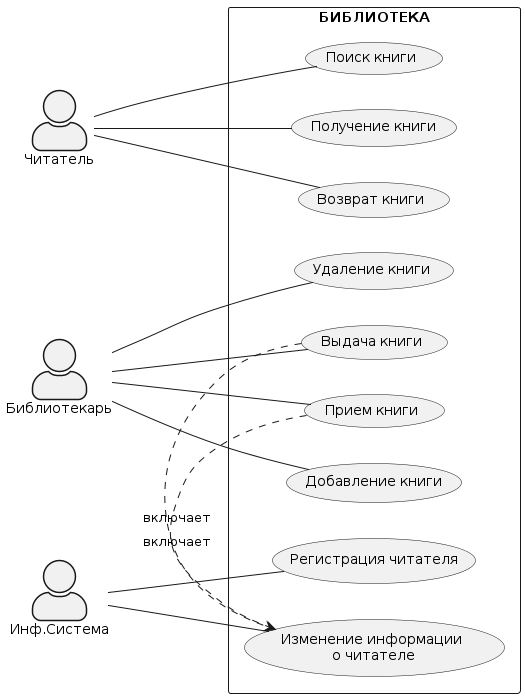 БИБЛИОТЕКА
Поиск книги
Получение книги
Читатель
Возврат книги
Удаление книги
Выдача книги
Библиотекарь
Прием книги
Добавление книги
включает
включает
Регистрация читателя
Инф.Система
Изменение информации
о читателе